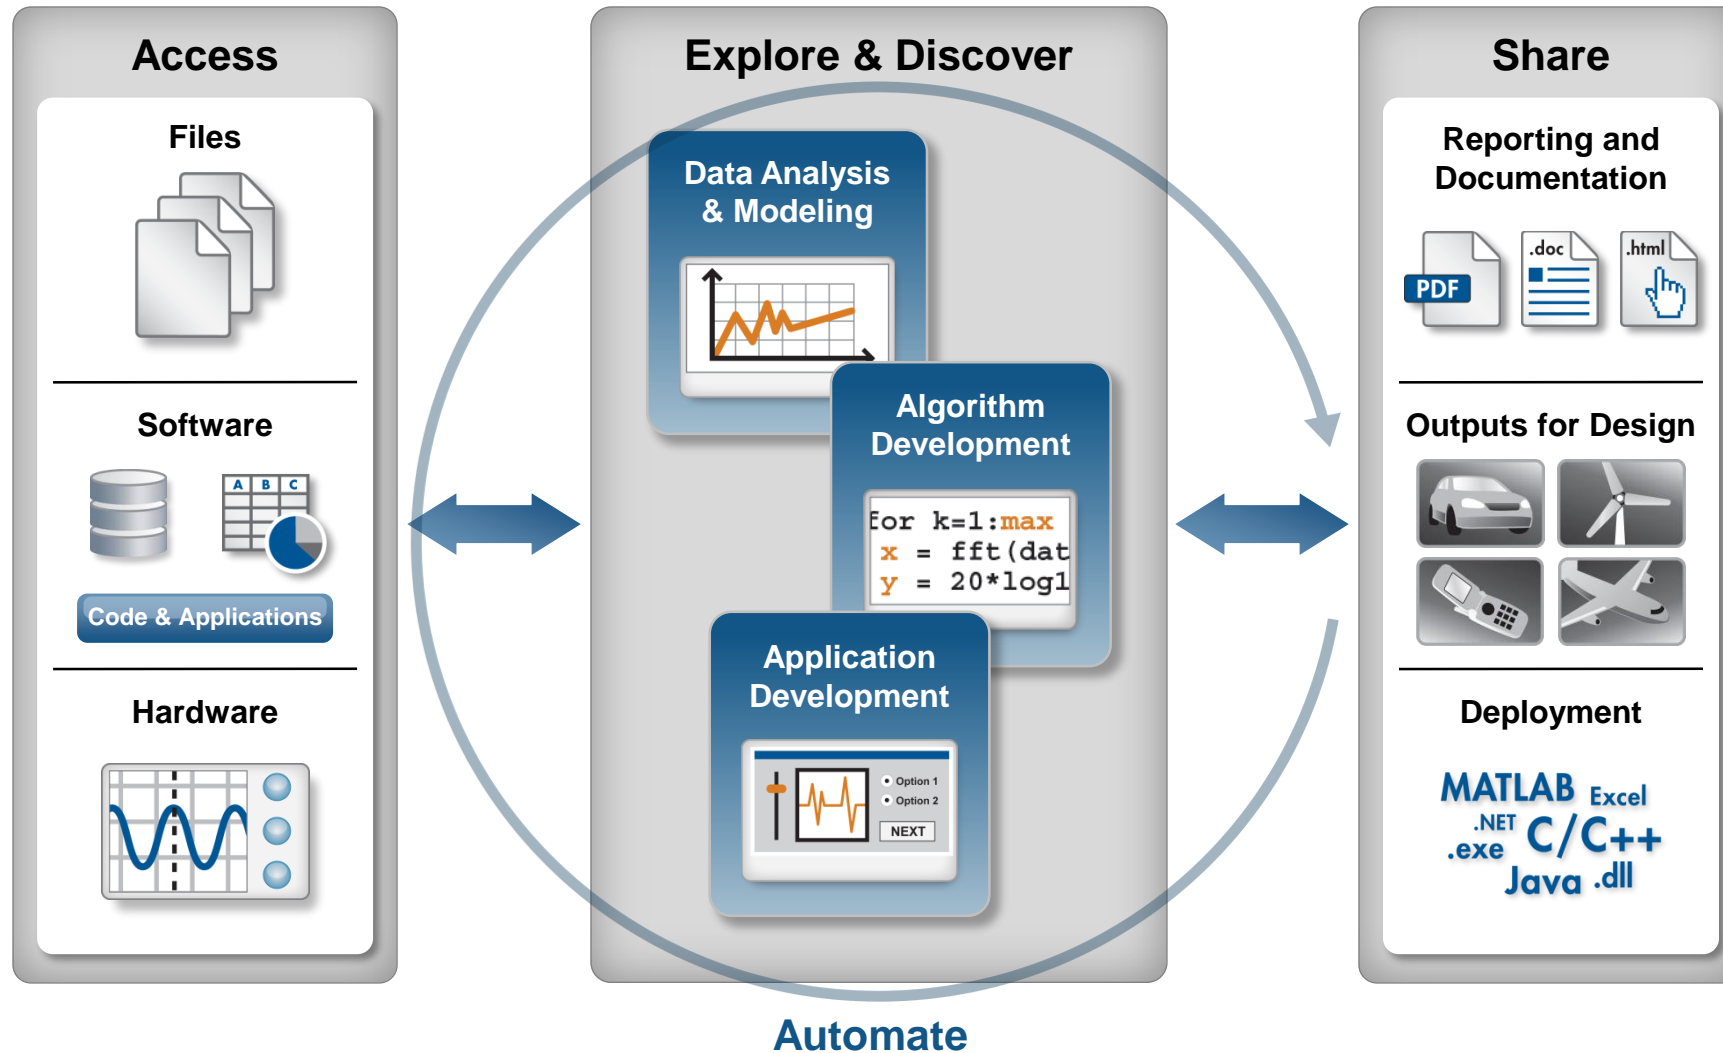 Access
Files
Software
A B C
Code & Applications
Hardware
Explore & Discover
Data Analysis
& Modeling
Algorithm
Development
for k=1:max
x = fft(dat
y = 20*log1
Application
Development
Option 1
Option 2
NEXT
Share
Reporting and
Documentation
PDF
.doc
.html
Outputs for Design
Deployment
MATLAB Excel
.NET C/C++
.exe
Java .dll
Automate